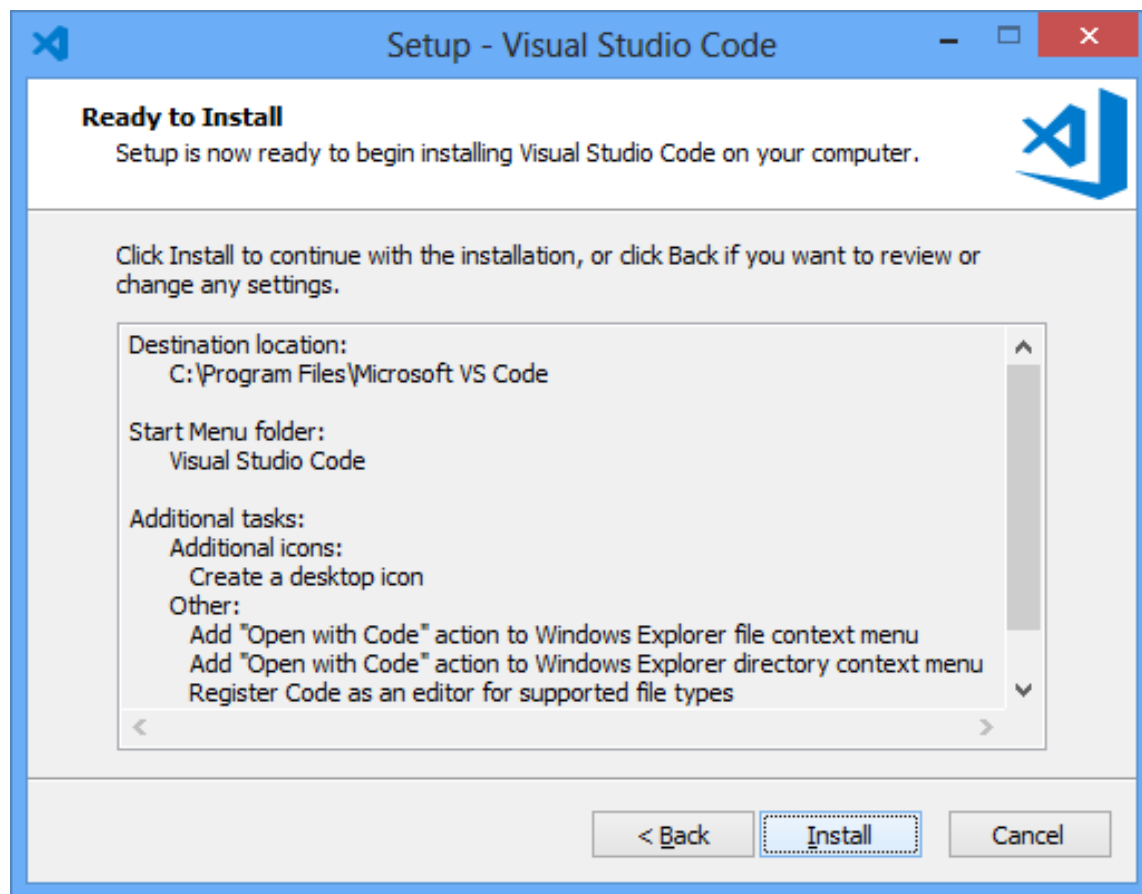 Setup - Visual Studio Code
Ready to Install
Setup is now ready to begin installing Visual Studio Code on your computer.
Click Install to continue with the installation, or click Back if you want to review or
change any settings.
Destination location:
C:\Program Files\Microsoft VS Code
Start Menu folder:
Visual Studio Code
Additional tasks:
Additional icons:
Create a desktop icon
Other:
Add "Open with Code" action to Windows Explorer file context menu
Add "Open with Code" action to Windows Explorer directory context menu
Register Code as an editor for supported file types
< Back
Install
Cancel